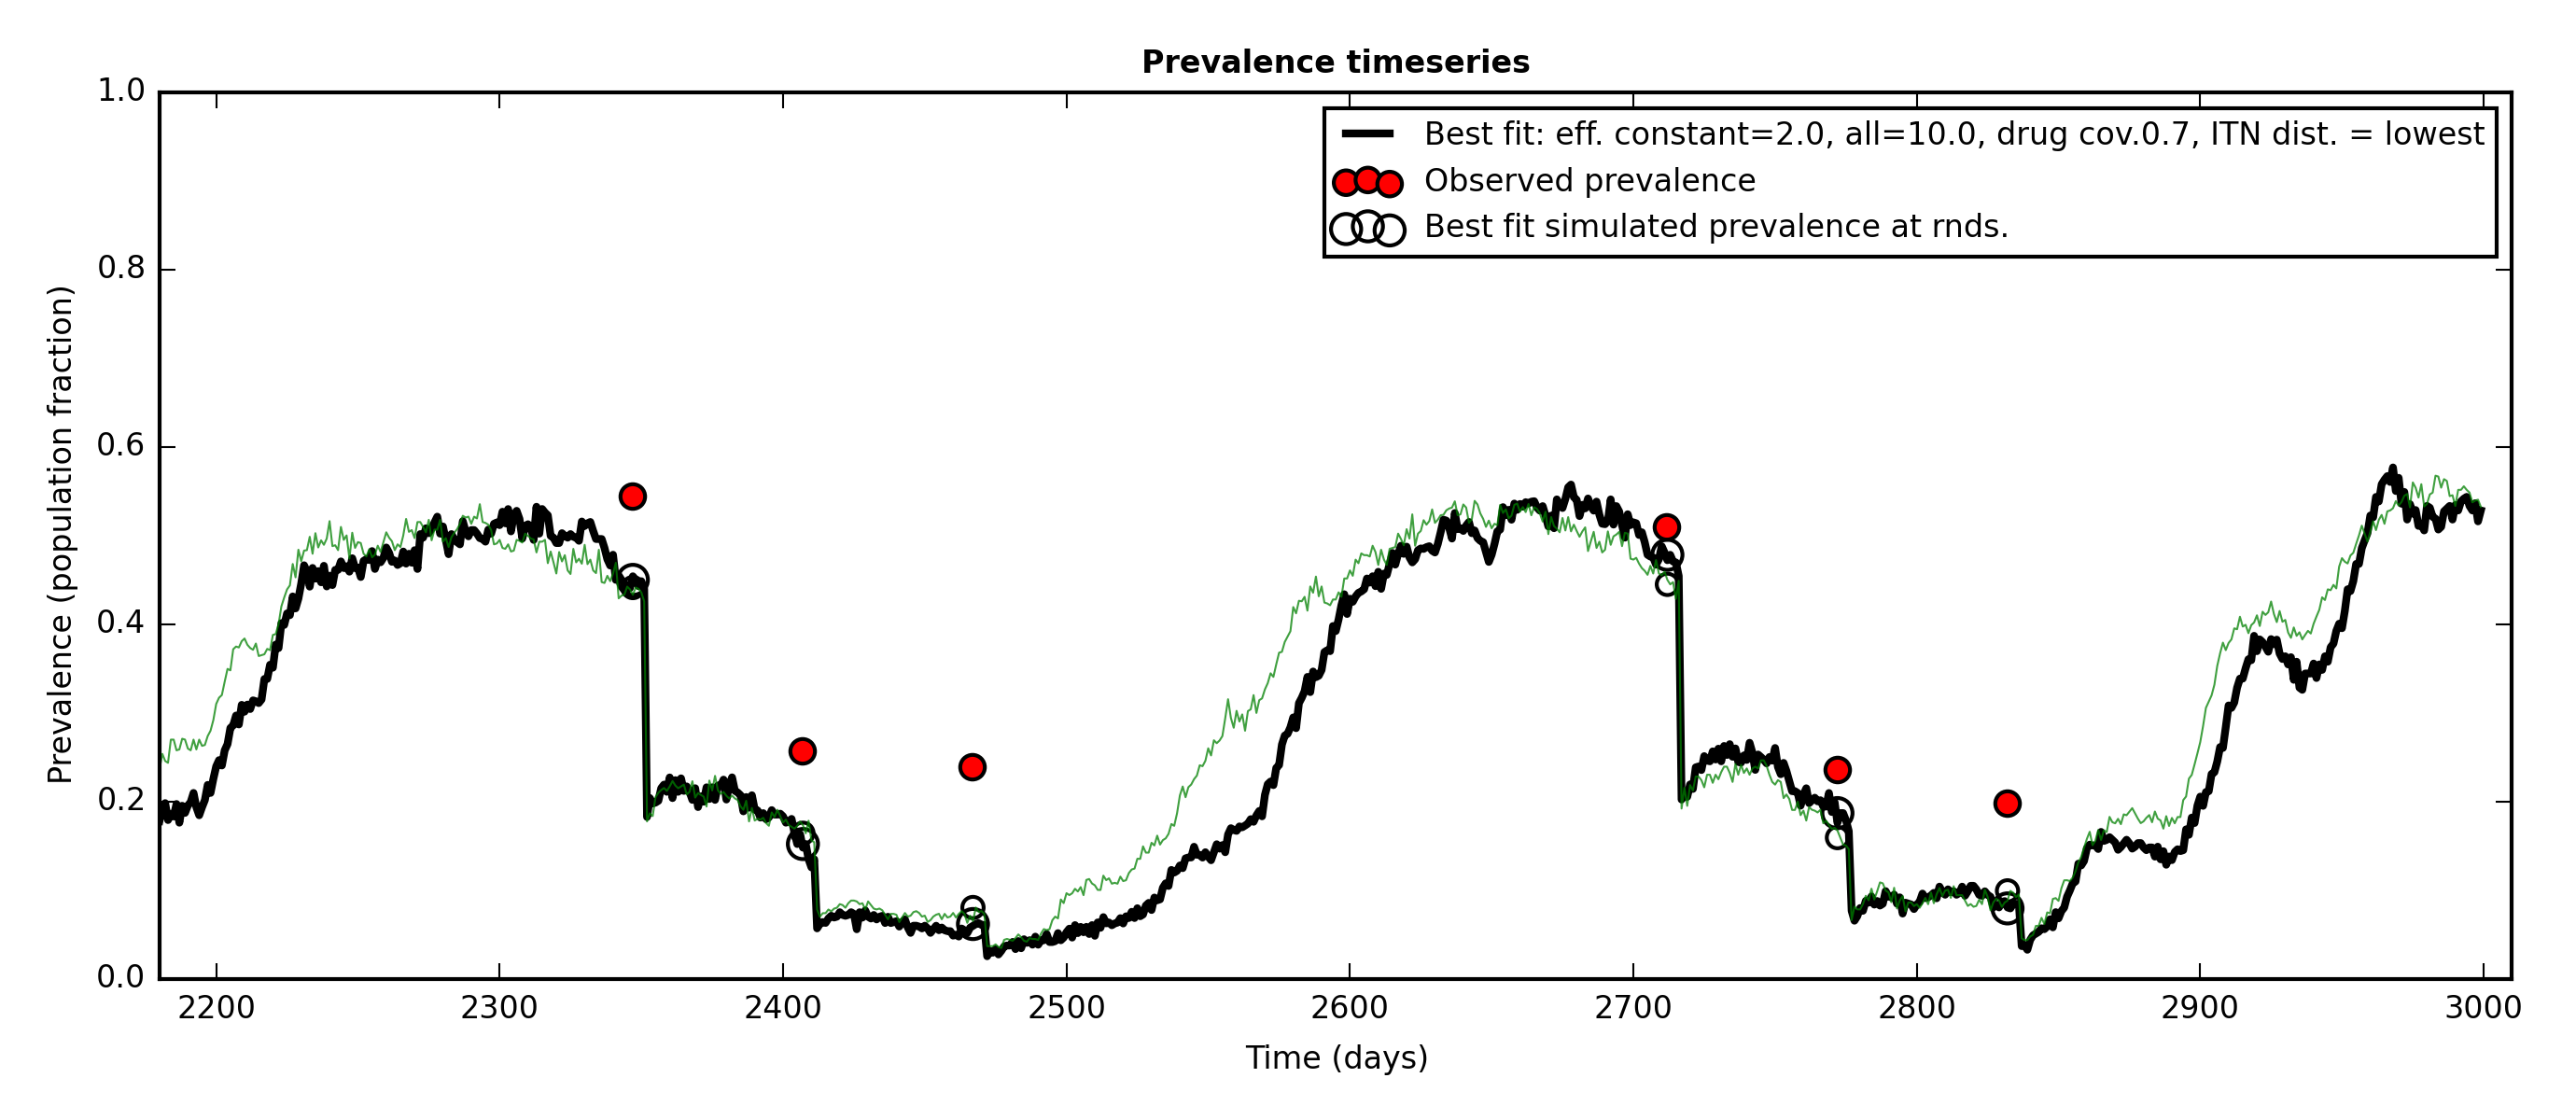 Prevalence timeseries
1.0
0.8
0.6
0.4
0.2
0.0
Prevalence (population fraction)
Best fit: eff. constant=2.0, all=10.0, drug cov.0.7, ITN dist. = lowest
Observed prevalence
Best fit simulated prevalence at rnds.
2200 2300 2400 2500 2600 2700 2800 2900 3000
Time (days)